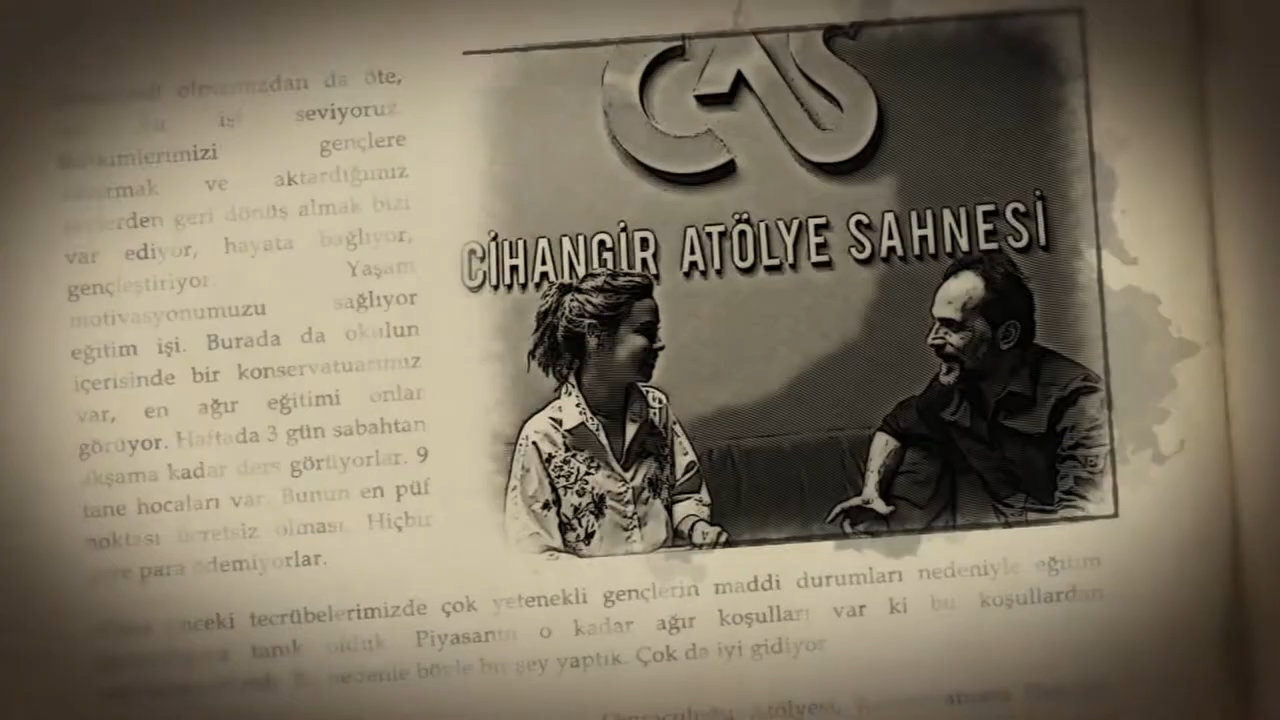 da öte,
seviyoruz
gençlere
ve aktardığımız
geri dönüş almak bizi
var ediyor, hayata bağlıyor,
gençleştiriyor Yaşam
motivasyonumuzu sağlıyor
eğitim işi. Burada da okulun
içerisinde bir konservatuarımız
var, en ağır eğitimi onlar
görüyor. Haftada 3 gün sabahtan
akşama kadar ders görüyorlar. 9
tane hocaları var. Bunun en püf
noktası ücretsiz olması. Hiçbir
para ödemiyorlar.
CAS
CİHANGİR ATÖLYE SAHNESİ
tecrübelerimizde çok yetenekli gençlerin maddi durumları nedeniyle eğitim
tanık olduk. Piyasanın o kadar ağır koşulları var ki bu koşullardan
nedenle böyle bir şey yaptık. Çok da iyi gidiyor
Atölyesi,